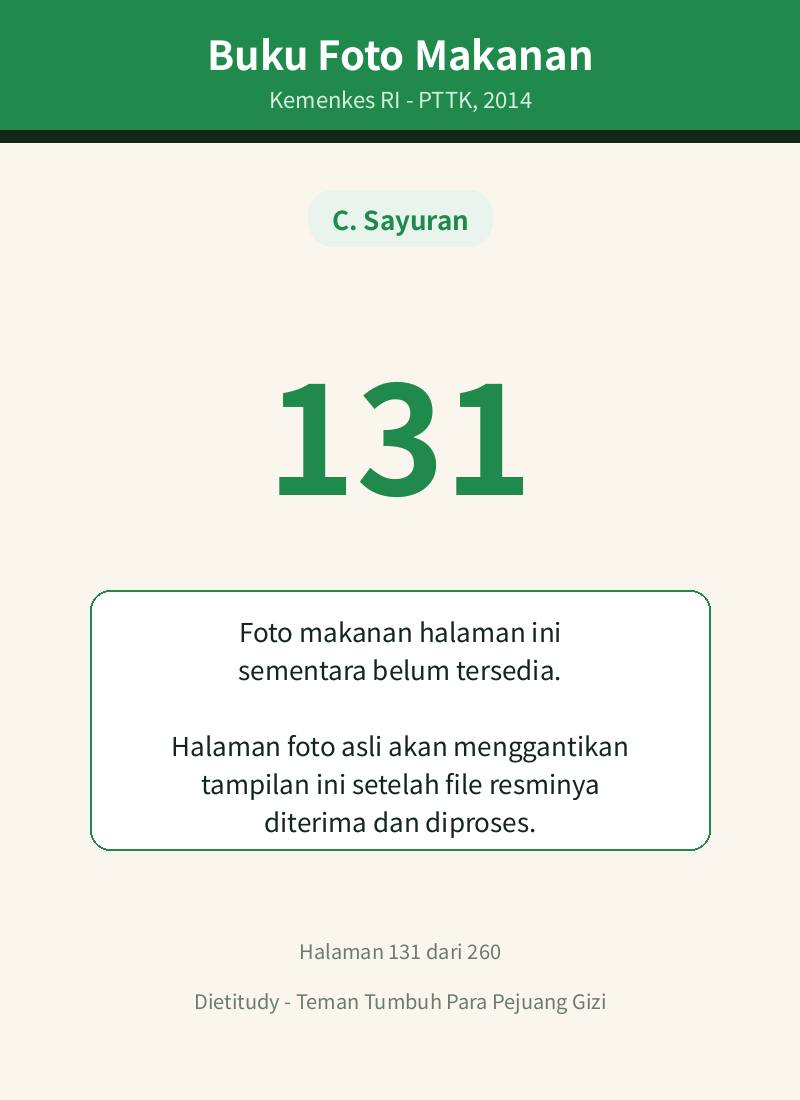 Buku Foto Makanan
Kemenkes RI - PTTK, 2014
C. Sayuran
131
Foto makanan halaman ini
sementara belum tersedia.
Halaman foto asli akan menggantikan
tampilan ini setelah file resminya
diterima dan diproses.
Halaman 131 dari 260
Dietitudy - Teman Tumbuh Para Pejuang Gizi